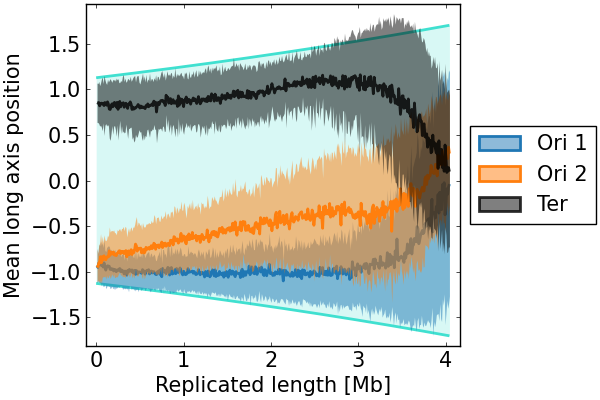 Mean long axis position
1.5
1.0
0.5
0.0
−0.5
−1.0
−1.5
0
1
2
3
4
Replicated length [Mb]
Ori 1
Ori 2
Ter